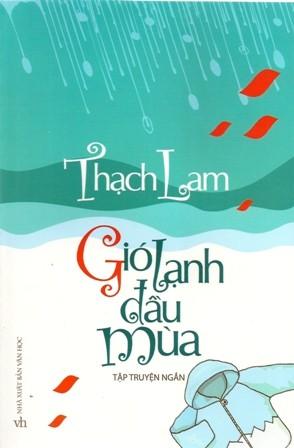 Thạch Lam
Gió lạnh
đầu
mùa
TẬP TRUYỆN NGẮN
NHÀ XUẤT BẢN VĂN HỌC
vh